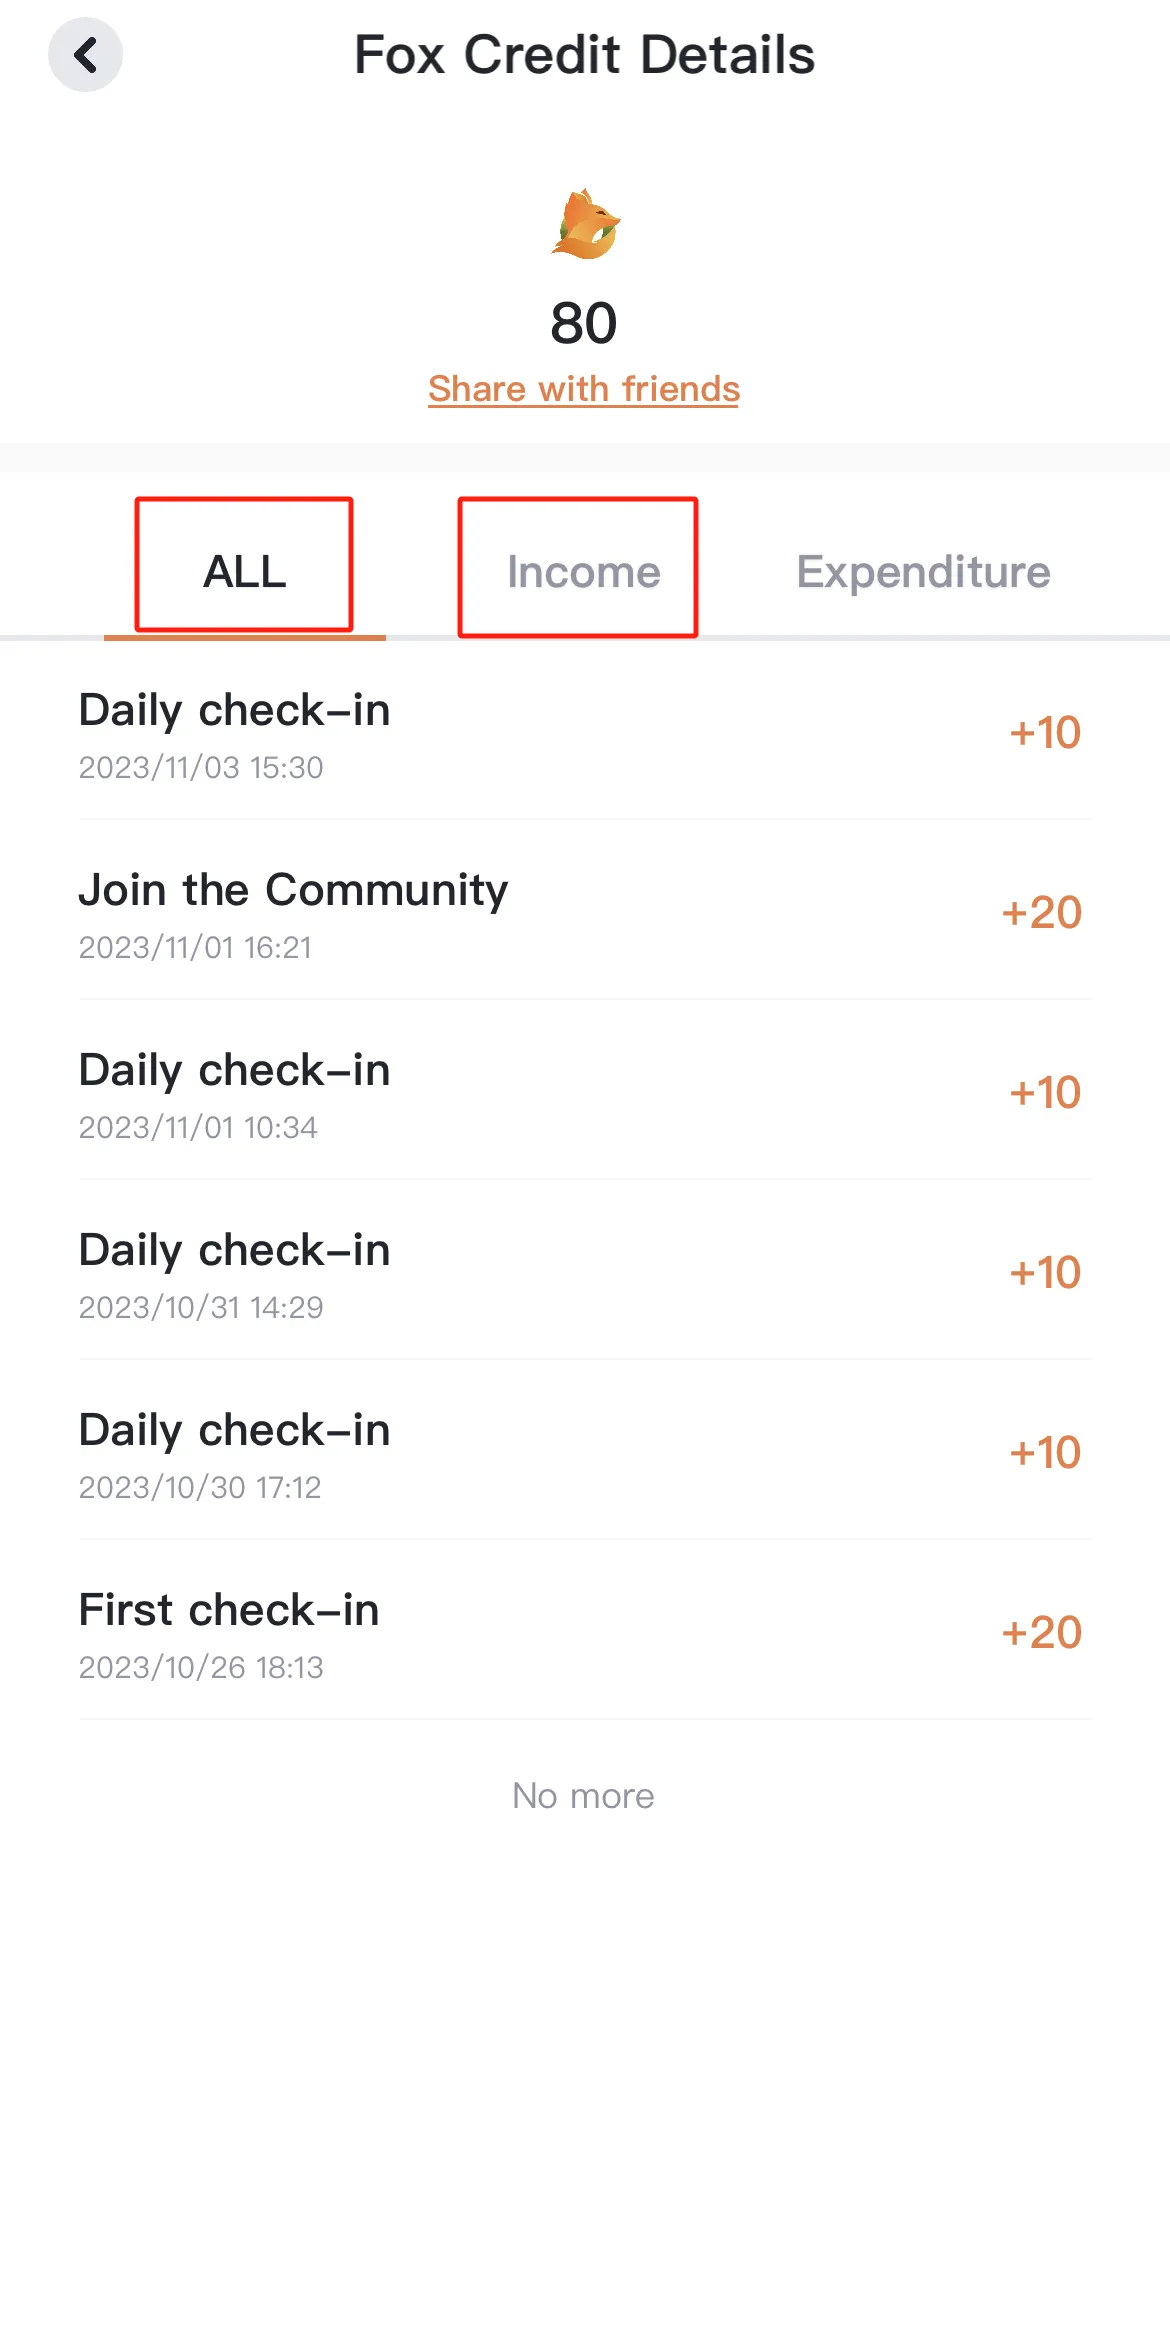 Fox Credit Details
80
Share with friends
ALL Income Expenditure
Daily check-in
+10
2023/11/03 15:30
Join the Community
+20
2023/11/01 16:21
Daily check-in
+10
2023/11/01 10:34
Daily check-in
+10
2023/10/31 14:29
Daily check-in
+10
2023/10/30 17:12
First check-in
+20
2023/10/26 18:13
No more